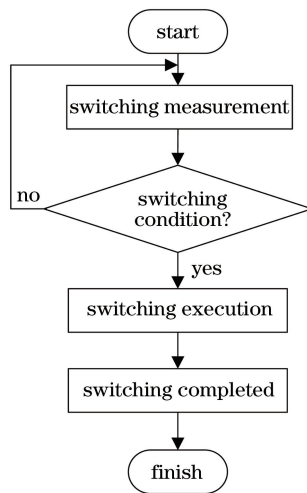 start
switching measurement
switching
condition?
no
yes
switching execution
switching completed
finish